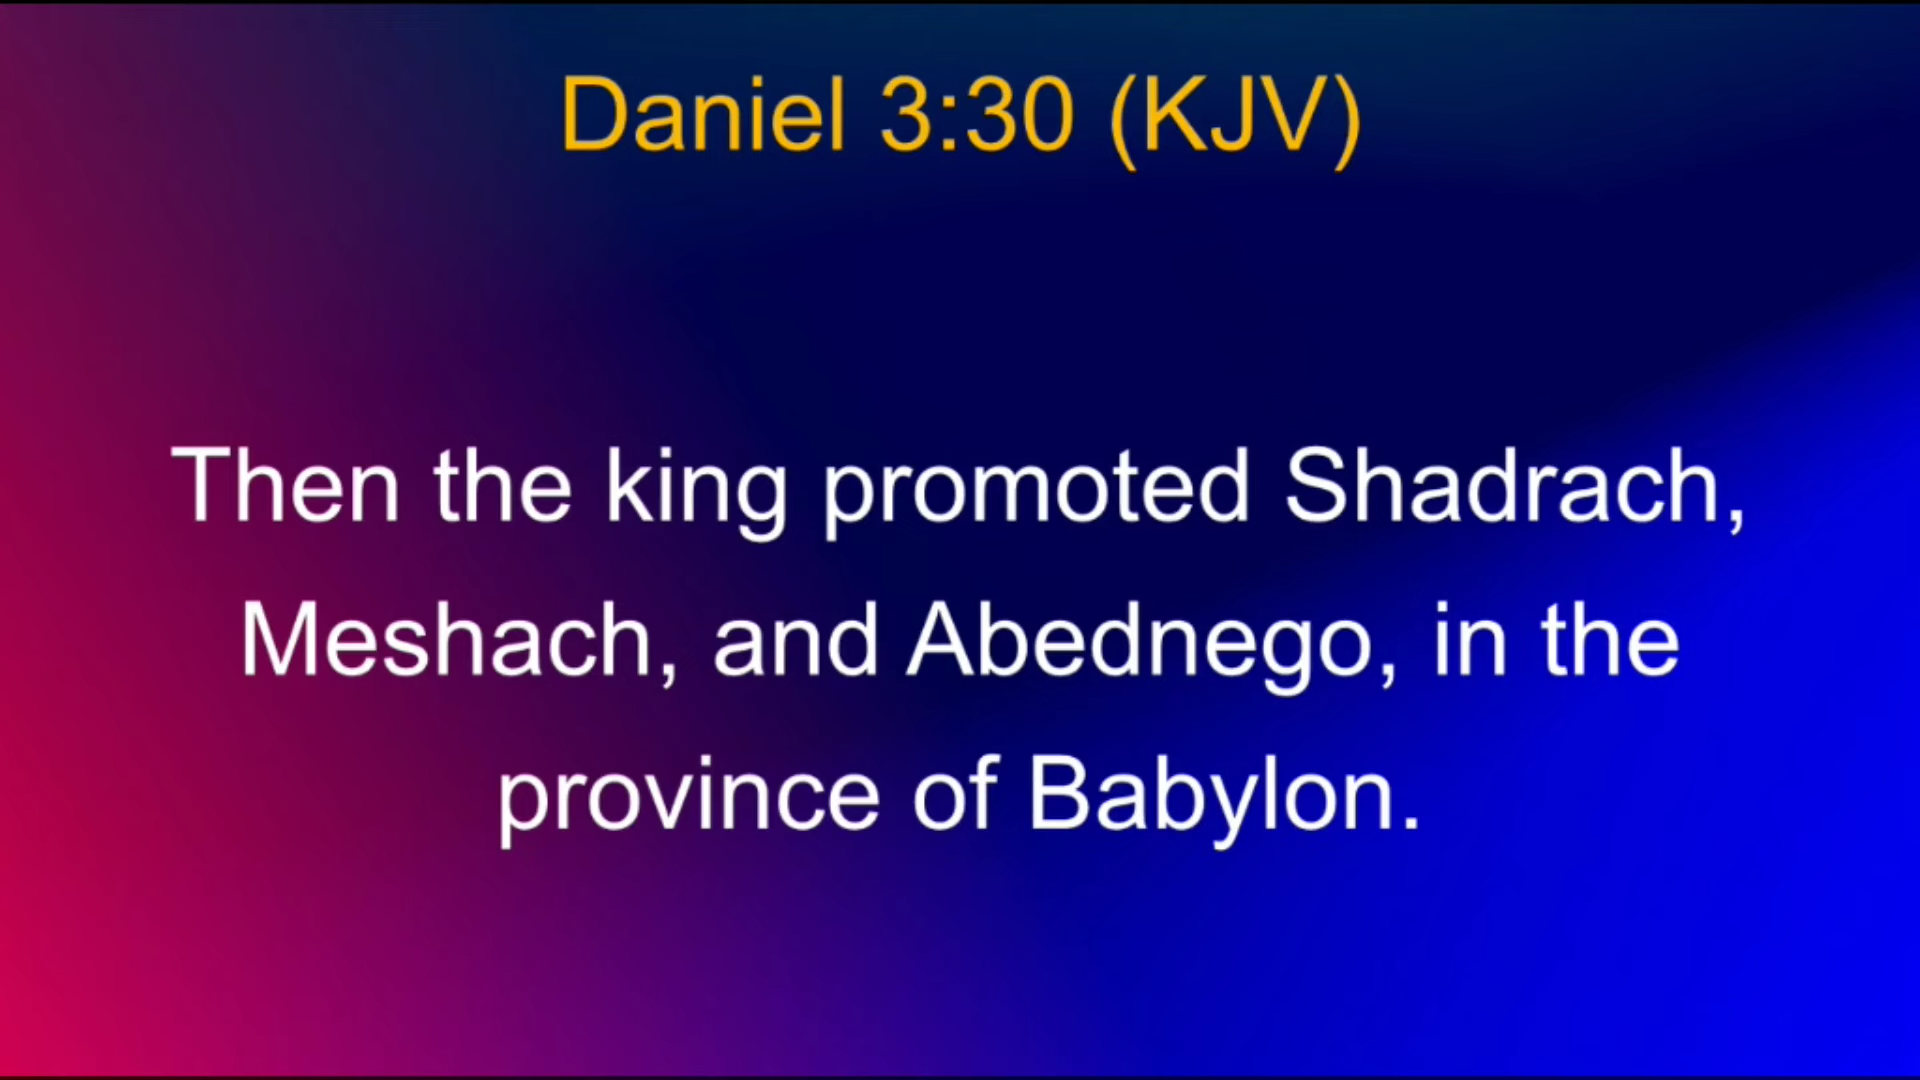 Daniel 3:30 (KJV)
Then the king promoted Shadrach,
Meshach, and Abednego, in the
province of Babylon.